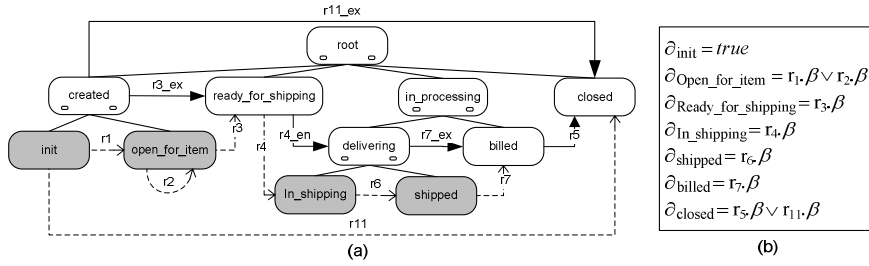 r11_ex
root
created
r3_ex
ready_for_shipping
in_processing
closed
init
r1
open_for_item
r3
r2
r4
r4_en
delivering
r7_ex
billed
r5
In_shipping
r6
shipped
r7
r11
(a)
∂init = true
∂Open_for_item = r1.β ∨ r2.β
∂Ready_for_shipping = r3.β
∂In_shipping = r4.β
∂shipped = r6.β
∂billed = r7.β
∂closed = r5.β ∨ r11.β
(b)